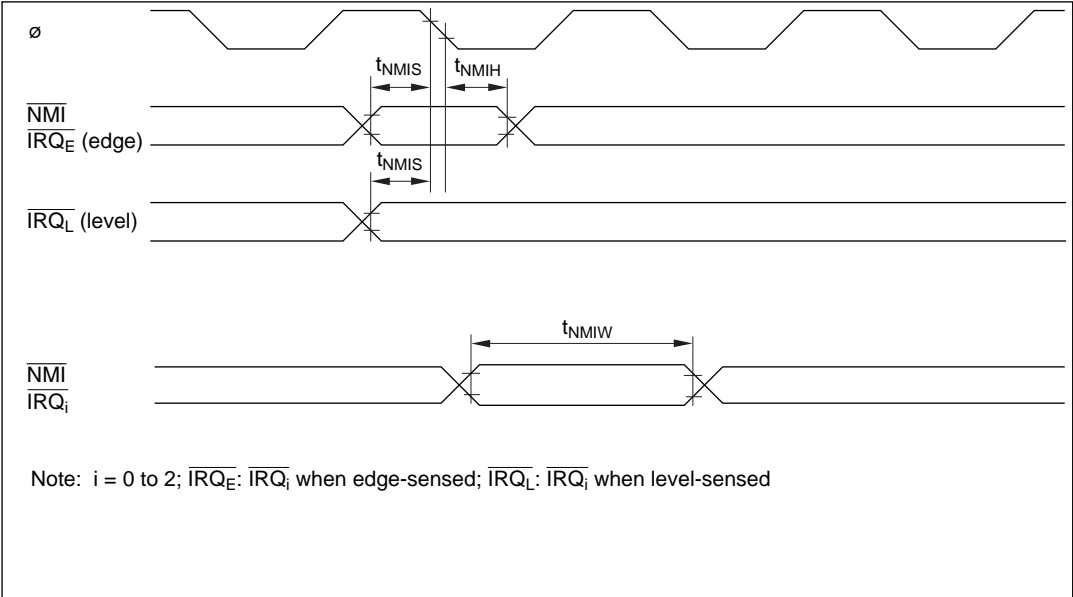 ø
tNMIS tNMIH
NMI
IRQE (edge)
tNMIS
IRQL (level)
tNMIW
NMI
IRQi
Note: i = 0 to 2; IRQE: IRQi when edge-sensed; IRQL: IRQi when level-sensed